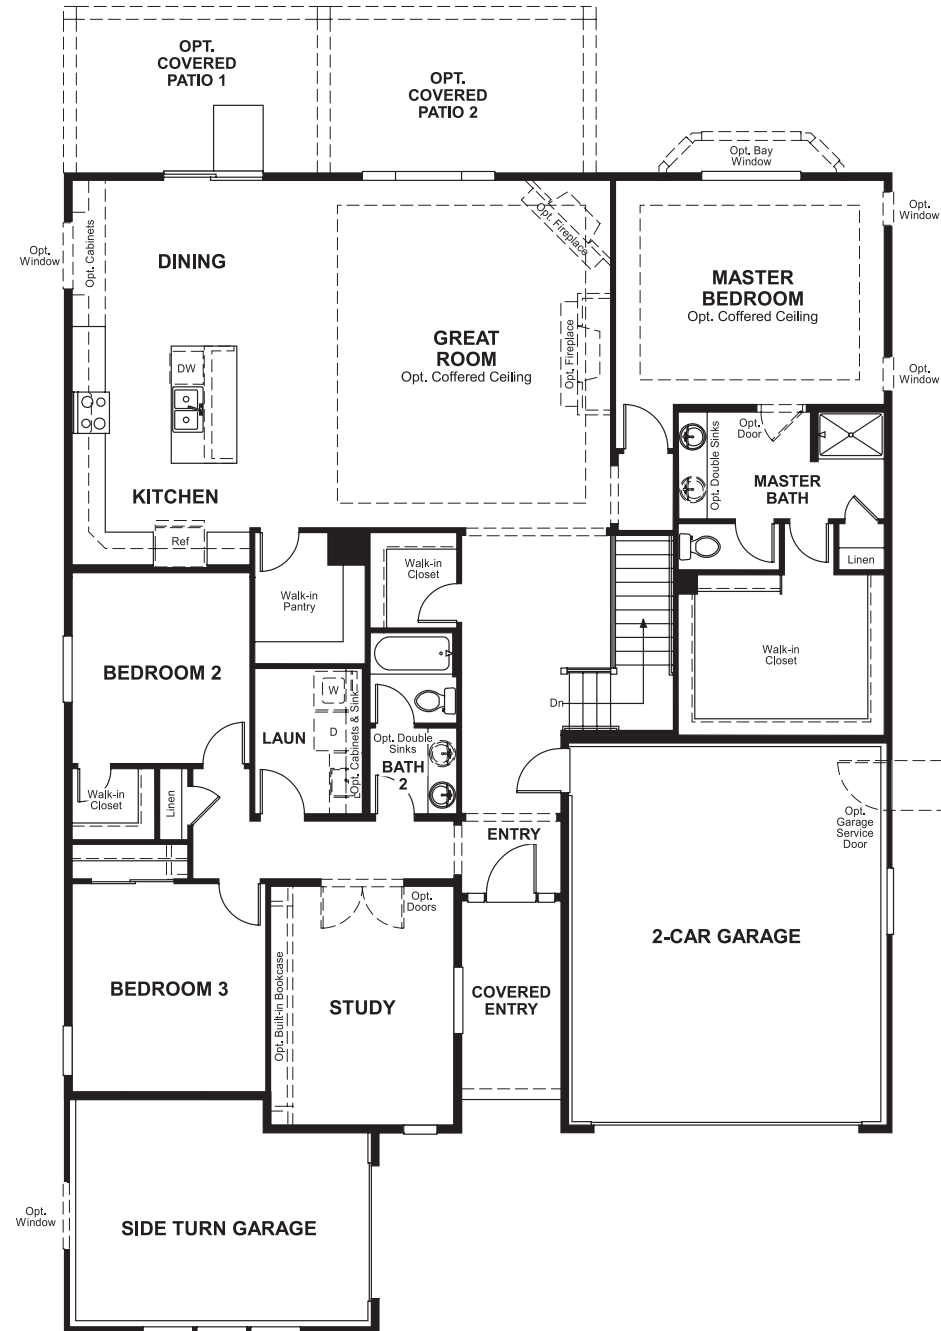 OPT.
COVERED
PATIO 1
OPT.
COVERED
PATIO 2
Opt. Bay
Window
Opt.
Window
Opt.
Window
Opt. Cabinets
DINING
Opt. Fireplace
MASTER
BEDROOM
Opt. Coffered Ceiling
GREAT
ROOM
Opt. Coffered Ceiling
Opt. Fireplace
DW
Opt.
Window
Opt.
Door
Opt. Double Sinks
MASTER
BATH
KITCHEN
Ref
Linen
Walk-in
Closet
Walk-in
Pantry
Walk-in
Closet
BEDROOM 2
W
D
Opt. Cabinets & Sink
LAUN
Dn
Opt. Double
Sinks
BATH
2
Walk-in
Closet
Linen
ENTRY
Opt.
Garage
Service
Door
Opt.
Doors
2-CAR GARAGE
BEDROOM 3
Opt. Built-in Bookcase
STUDY
COVERED
ENTRY
Opt.
Window
SIDE TURN GARAGE